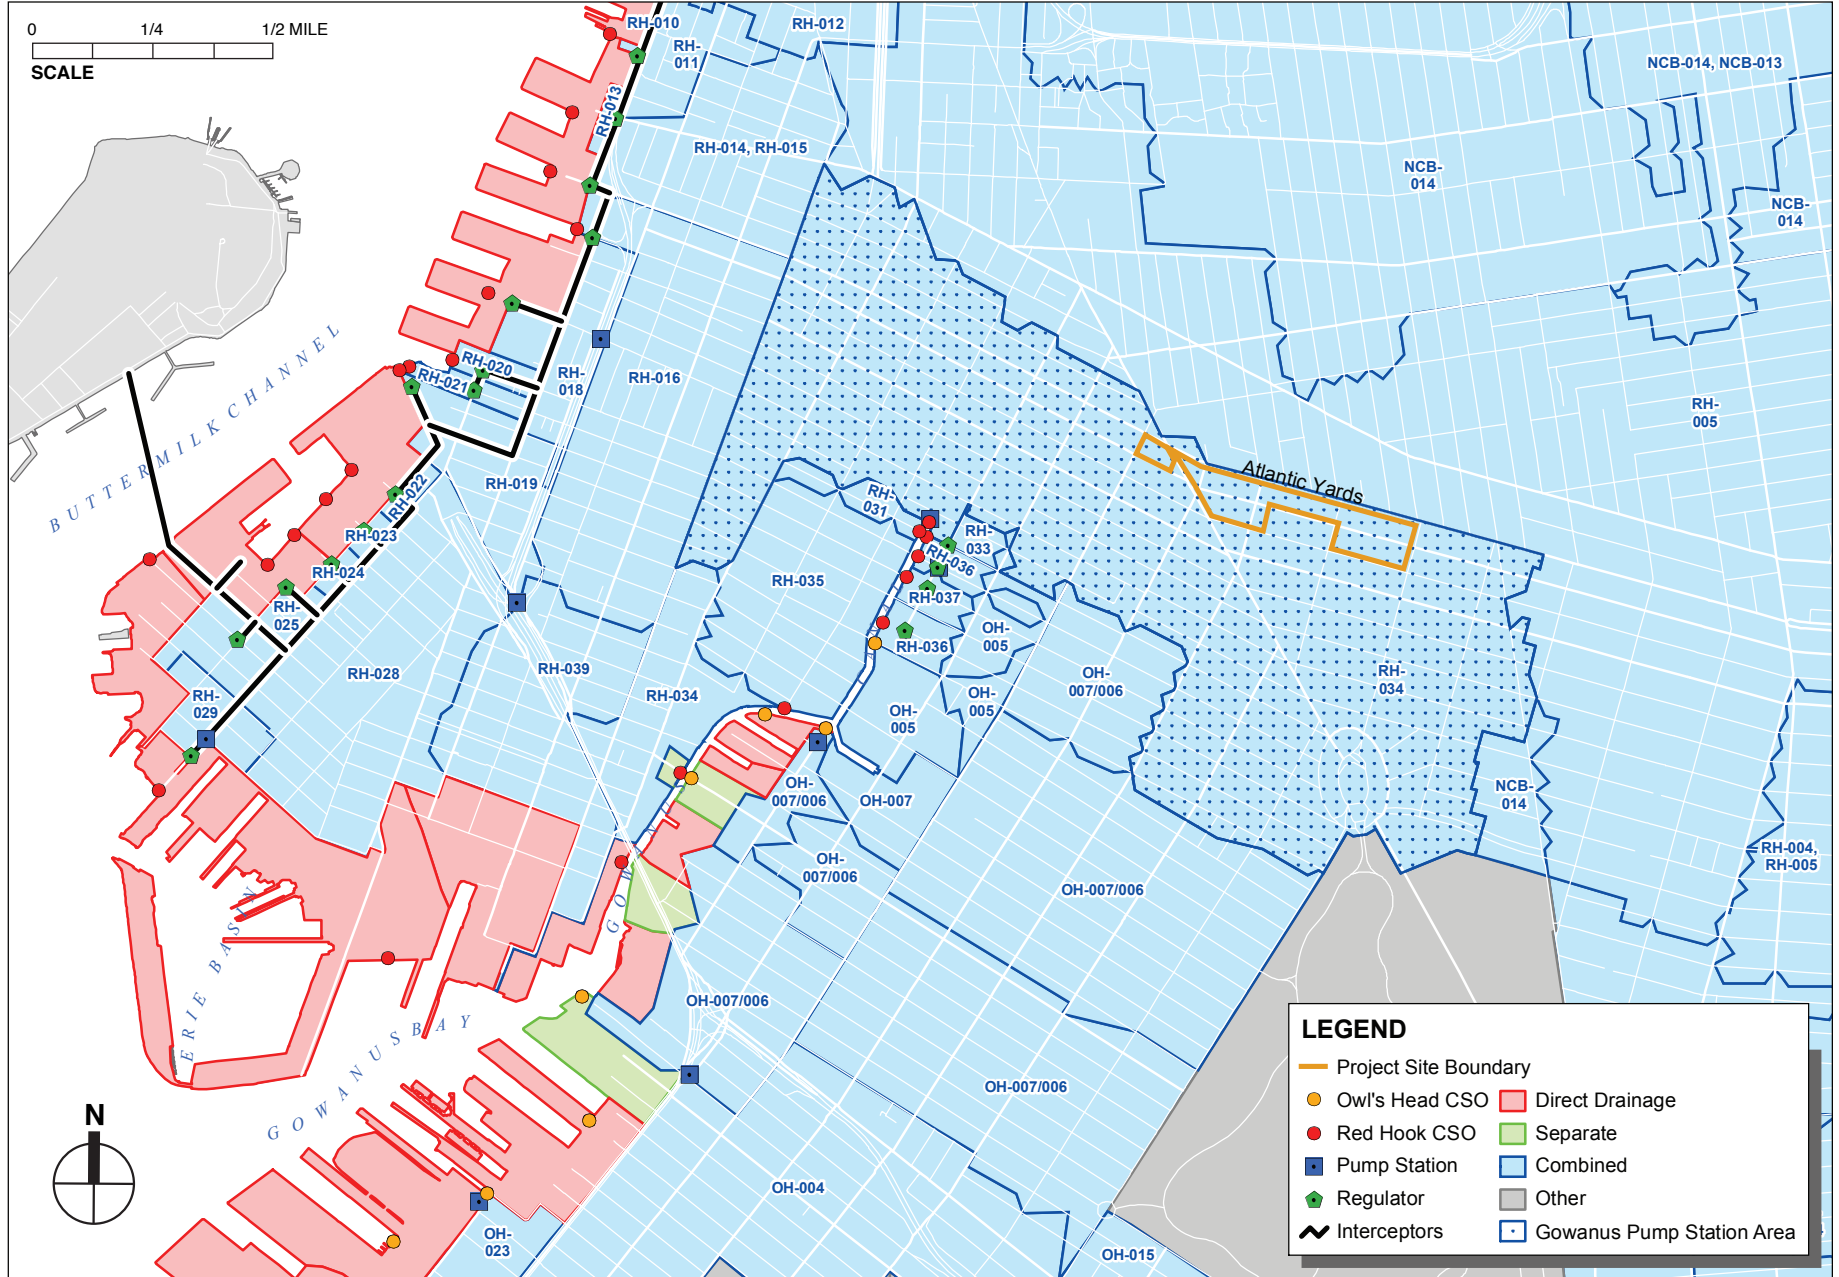 0 1/4 1/2 MILE
SCALE
RH-010
RH-
011
RH-012
NCB-014, NCB-013
RH-013
RH-014, RH-015
NCB-
014
NCB-
014
BUTTERMILK CHANNEL
RH-020
RH-021
RH-
018
RH-016
RH-
005
Atlantic Yards
RH-019
RH-022
RH-
031
RH-023
RH-
033
RH-036
RH-024
RH-035
RH-037
RH-
025
RH-036
OH-
005
RH-028
RH-039
RH-034
OH-
005
OH-
007/006
RH-
034
RH-
029
OH-
005
OH-
007/006
OH-007
NCB-
014
OH-
007/006
OH-007/006
RH-004,
RH-005
GOWANUS
CANAL
ERIE BASIN
GOWANUS BAY
OH-007/006
OH-007/006
OH-004
OH-
023
OH-015
N
LEGEND
Project Site Boundary
Owl's Head CSO
Direct Drainage
Red Hook CSO
Separate
Pump Station
Combined
Regulator
Other
Interceptors
Gowanus Pump Station Area